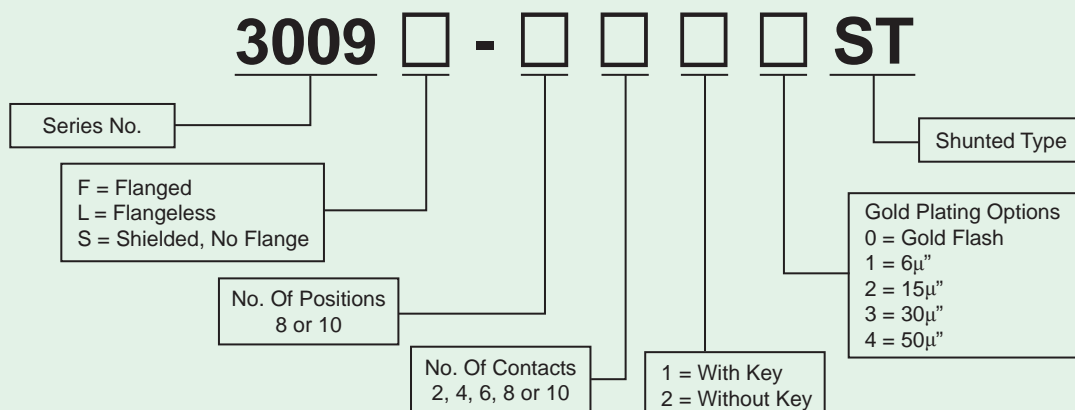 3009 □ - □ □ □ □ ST
Series No.
Shunted Type
F = Flanged
L = Flangeless
S = Shielded, No Flange
Gold Plating Options
0 = Gold Flash
1 = 6μ”
2 = 15μ”
3 = 30μ”
4 = 50μ”
No. Of Positions
8 or 10
No. Of Contacts
2, 4, 6, 8 or 10
1 = With Key
2 = Without Key